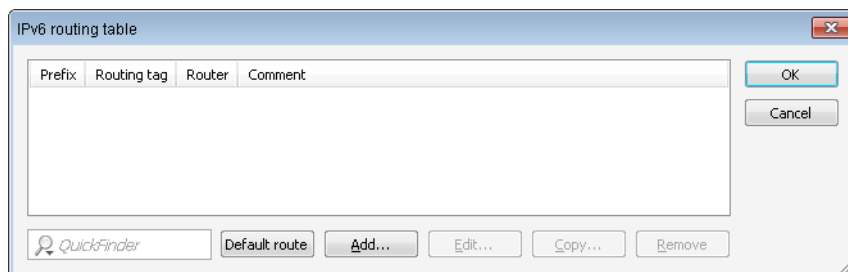 IPv6 routing table
Prefix Routing tag Router Comment
OK
Cancel
QuickFinder Default route Add... Edit... Copy... Remove